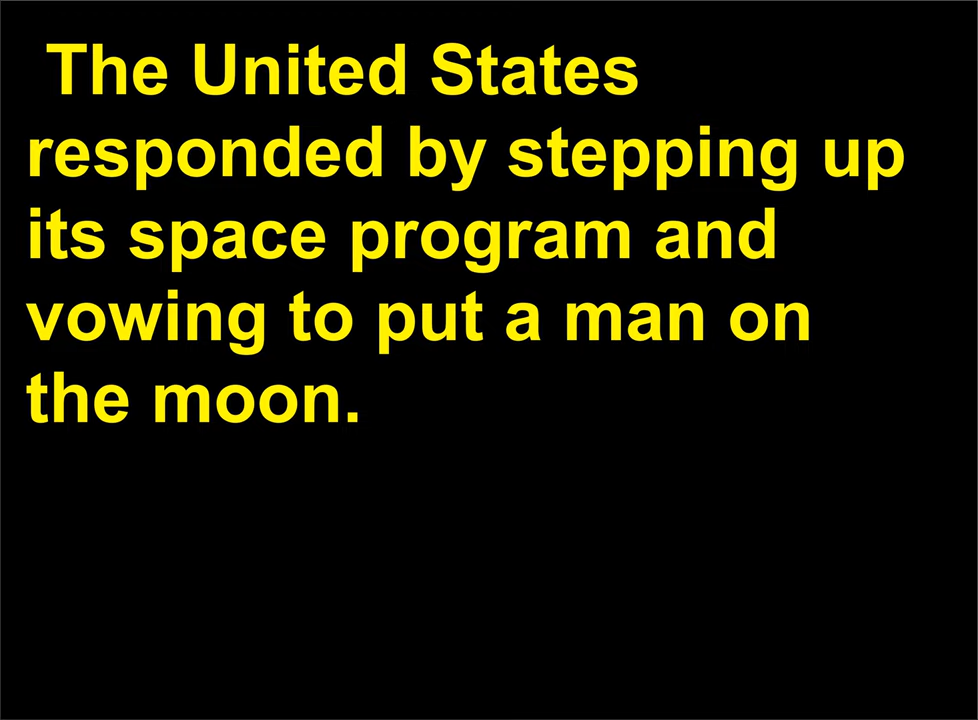 The United States
responded by stepping up
its space program and
vowing to put a man on
the moon.